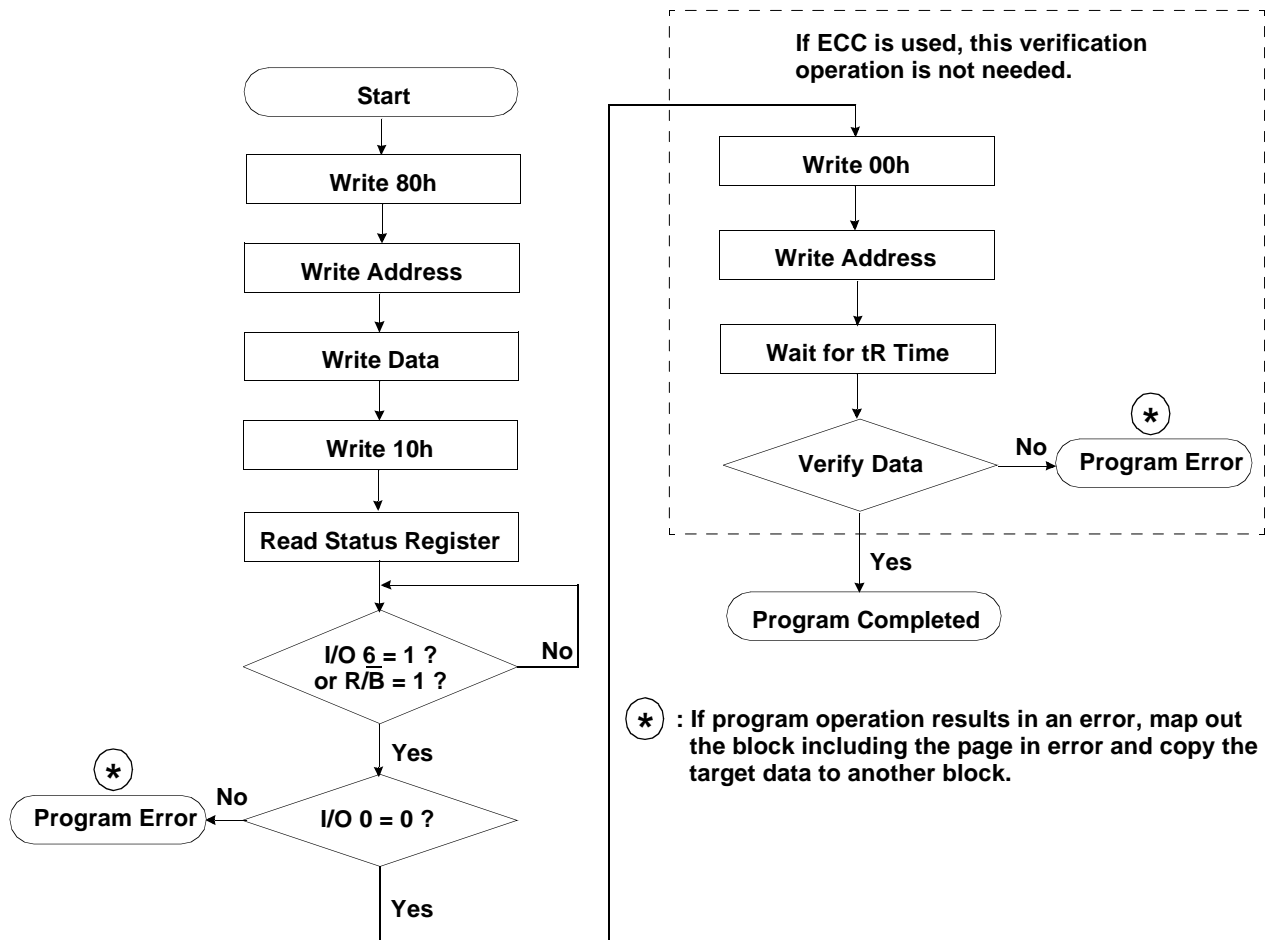 Start
Write 80h
Write Address
Write Data
Write 10h
Read Status Register
I/O 6 = 1 ?
or R/B̅ = 1 ?
No
Yes
*
No
Program Error
I/O 0 = 0 ?
Yes
If ECC is used, this verification
operation is not needed.
Write 00h
Write Address
Wait for tR Time
*
Verify Data
No
Program Error
Yes
Program Completed
* : If program operation results in an error, map out
the block including the page in error and copy the
target data to another block.